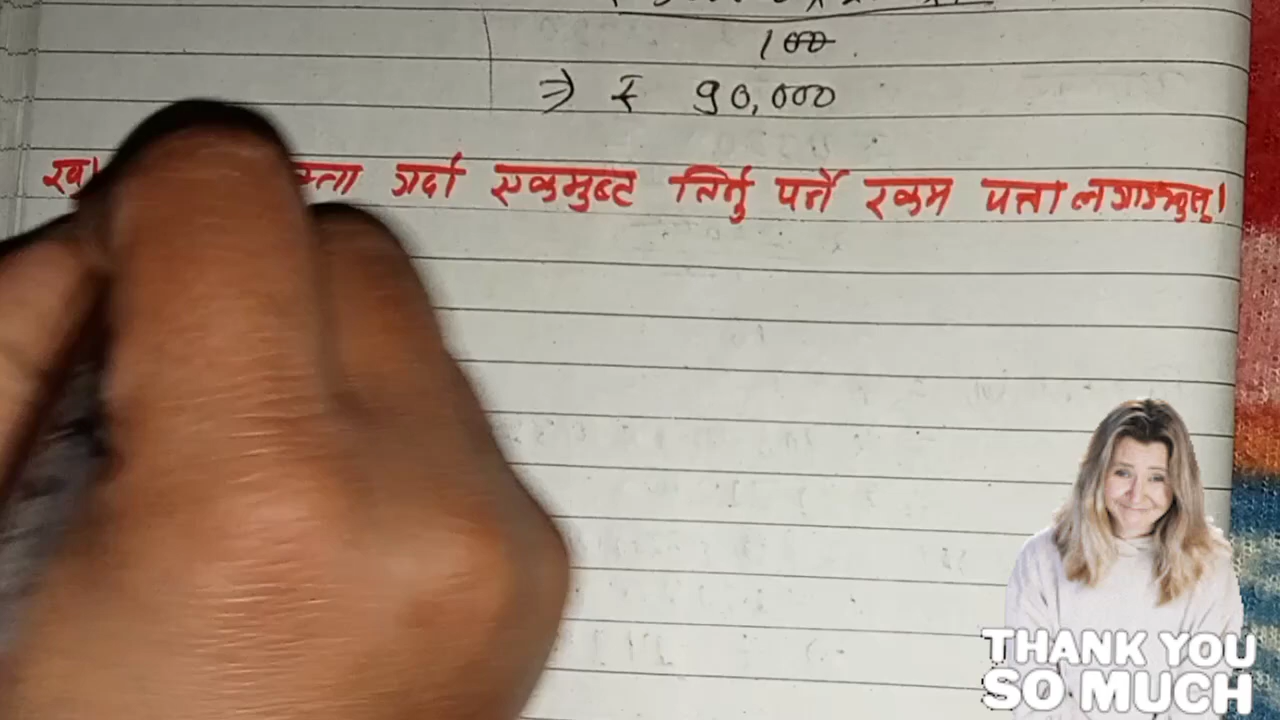 100
⇒ ₹ 90,000
ख) गर्दा एकमुष्ट तिर्नु पर्ने रकम पत्ता लगाउनुस्।
THANK YOU
SO MUCH